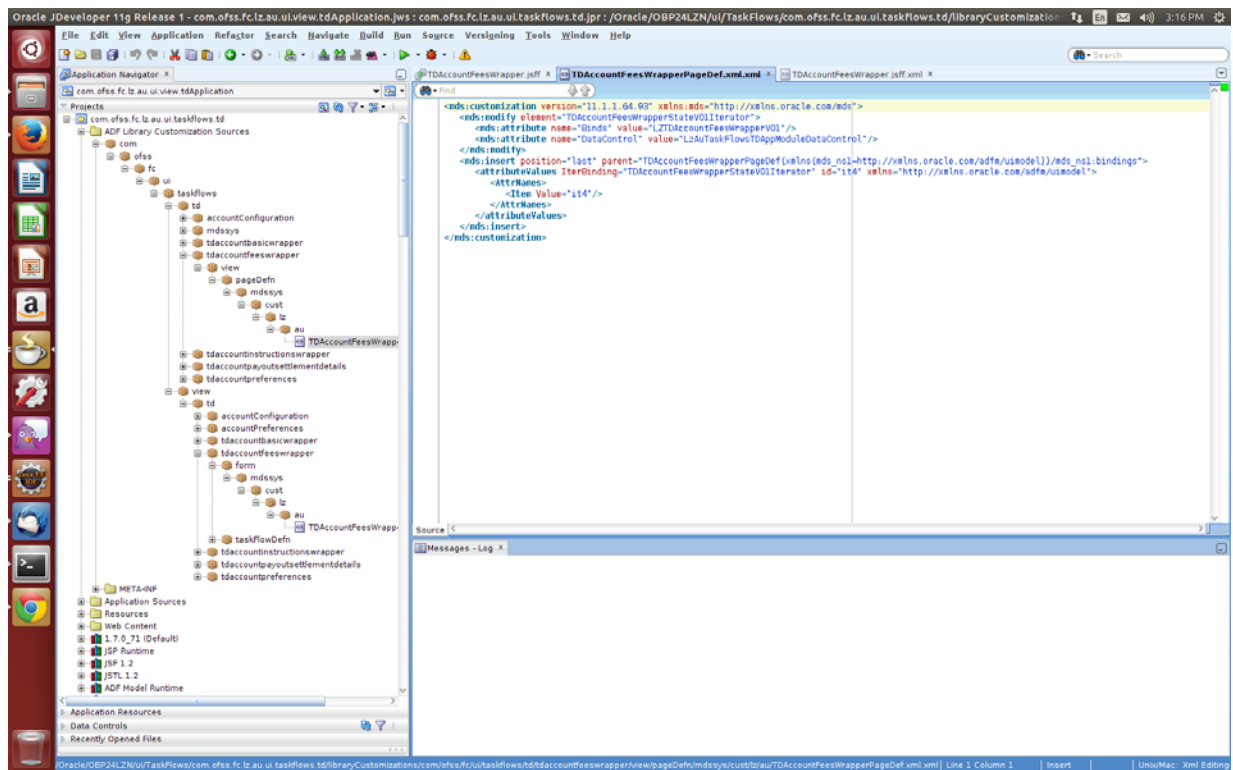 Oracle JDeveloper 11g Release 1 - com.ofss.fc.lz.au.ui.view.tdApplication.jws : com.ofss.fc.lz.au.ui.taskflows.td.jpr : /Oracle/OBP24LZN/ui/TaskFlows/com.ofss.fc.lz.au.ui.taskflows.td/libraryCustomization
En
3:16 PM
File Edit View Application Refactor Search Navigate Build Run Source Versioning Tools Window Help
Search
Application Navigator
TDAccountFeesWrapper.jsff
TDAccountFeesWrapperPageDef.xml.xml
TDAccountFeesWrapper.jsff.xml
com.ofss.fc.lz.au.ui.view.tdApplication
Find
Projects
com.ofss.fc.lz.au.ui.taskflows.td
ADF Library Customization Sources
com
ofss
fc
ui
taskflows
td
accountConfiguration
mdssys
tdaccountbasicwrapper
tdaccountfeeswrapper
view
pageDefn
mdssys
cust
lz
au
TDAccountFeesWrapp
tdaccountinstructionswrapper
tdaccountpayoutsettlementdetails
tdaccountpreferences
view
td
accountConfiguration
accountPreferences
tdaccountbasicwrapper
tdaccountfeeswrapper
form
mdssys
cust
lz
au
TDAccountFeesWrapp
taskFlowDefn
tdaccountinstructionswrapper
tdaccountpayoutsettlementdetails
tdaccountpreferences
META-INF
Application Sources
Resources
Web Content
1.7.0_71 (Default)
JSP Runtime
JSF 1.2
JSTL 1.2
ADF Model Runtime
Application Resources
Data Controls
Recently Opened Files
<mds:customization version="11.1.1.64.93" xmlns:mds="http://xmlns.oracle.com/mds">
<mds:modify element="TDAccountFeesWrapperStateVO1Iterator">
<mds:attribute name="Binds" value="LZTDAccountFeesWrapperVO1"/>
<mds:attribute name="DataControl" value="LzAuTaskFlowsTDAppModuleDataControl"/>
</mds:modify>
<mds:insert position="last" parent="TDAccountFeesWrapperPageDef(xmlns(mds_ns1=http://xmlns.oracle.com/adfm/uimodel))/mds_ns1:bindings">
<attributeValues IterBinding="TDAccountFeesWrapperStateVO1Iterator" id="it4" xmlns="http://xmlns.oracle.com/adfm/uimodel">
<AttrNames>
<Item Value="it4"/>
</AttrNames>
</attributeValues>
</mds:insert>
</mds:customization>
Source
Messages - Log
/Oracle/OBP24LZN/ui/TaskFlows/com.ofss.fc.lz.au.ui.taskflows.td/libraryCustomizations/com/ofss/fc/ui/taskflows/td/tdaccountfeeswrapper/view/pageDefn/mdssys/cust/lz/au/TDAccountFeesWrapperPageDef.xml.xml Line 1 Column 1 Insert Unix/Mac: Xml Editing